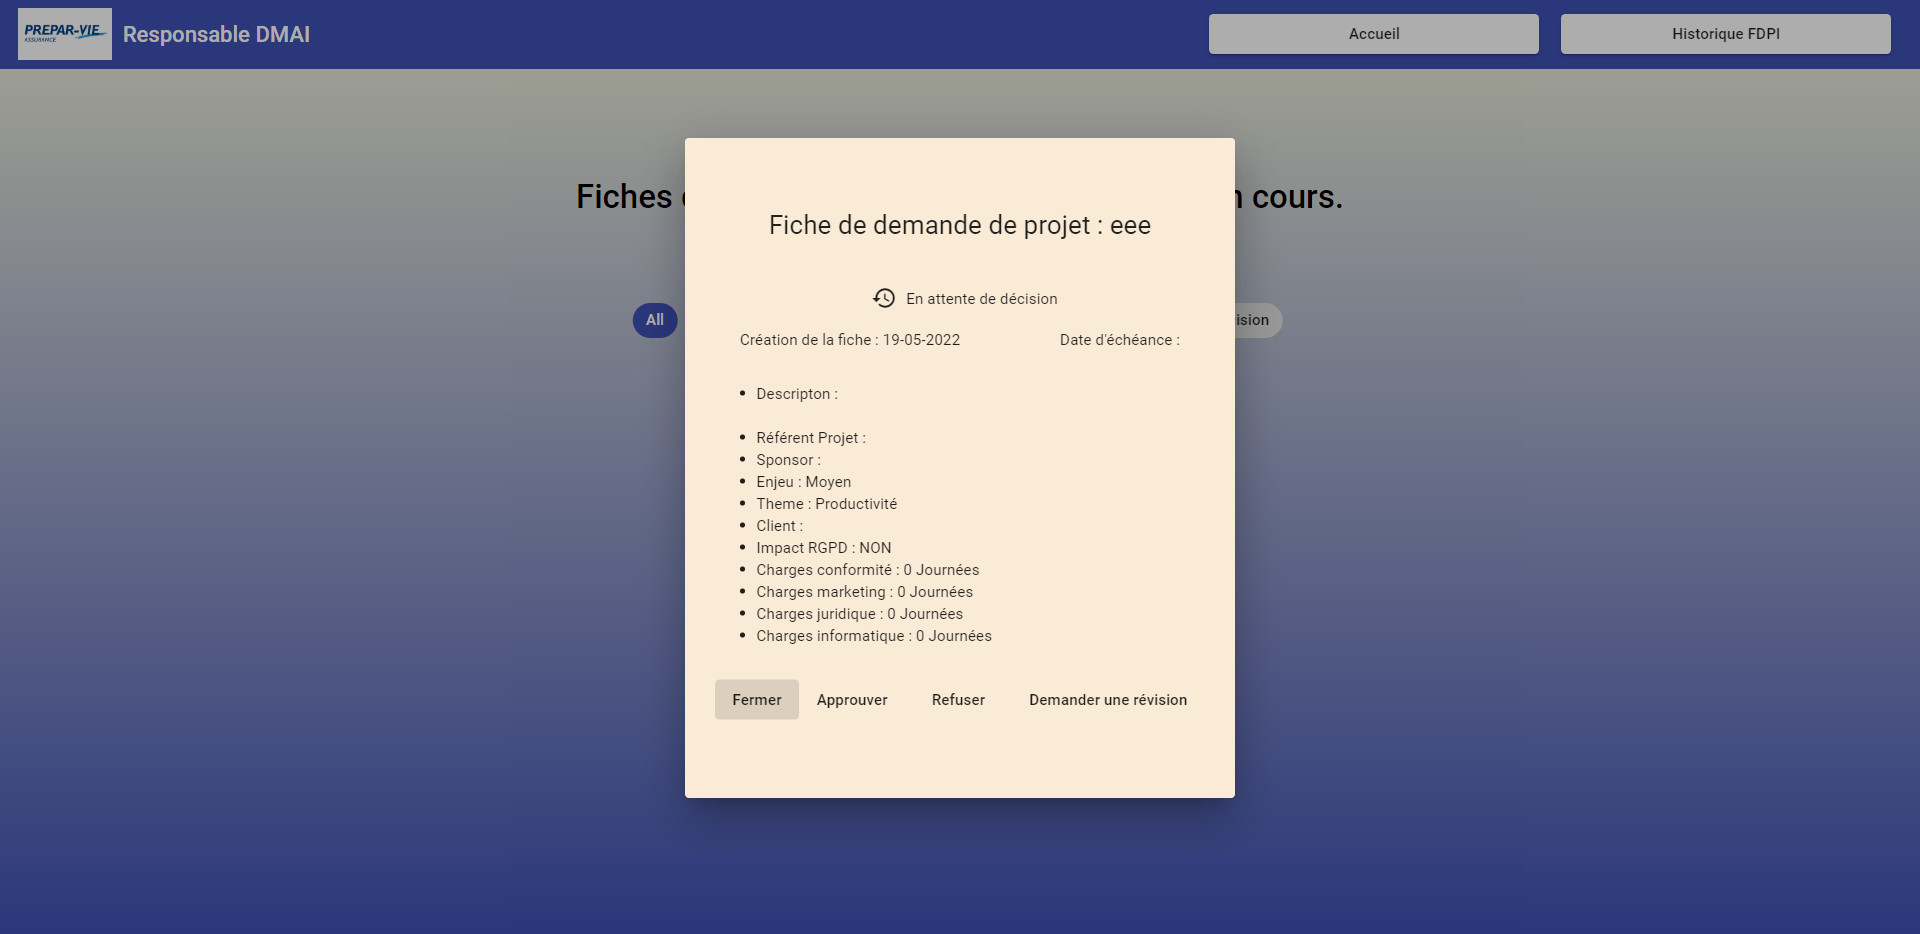 PREPAR-VIE
ASSURANCE
Responsable DMAI
Accueil
Historique FDPI
Fiches
cours.
Fiche de demande de projet : eee
En attente de décision
All
Création de la fiche : 19-05-2022
Date d'échéance :
Descripton :
Référent Projet :
Sponsor :
Enjeu : Moyen
Theme : Productivité
Client :
Impact RGPD : NON
Charges conformité : 0 Journées
Charges marketing : 0 Journées
Charges juridique : 0 Journées
Charges informatique : 0 Journées
Fermer
Approuver
Refuser
Demander une révision